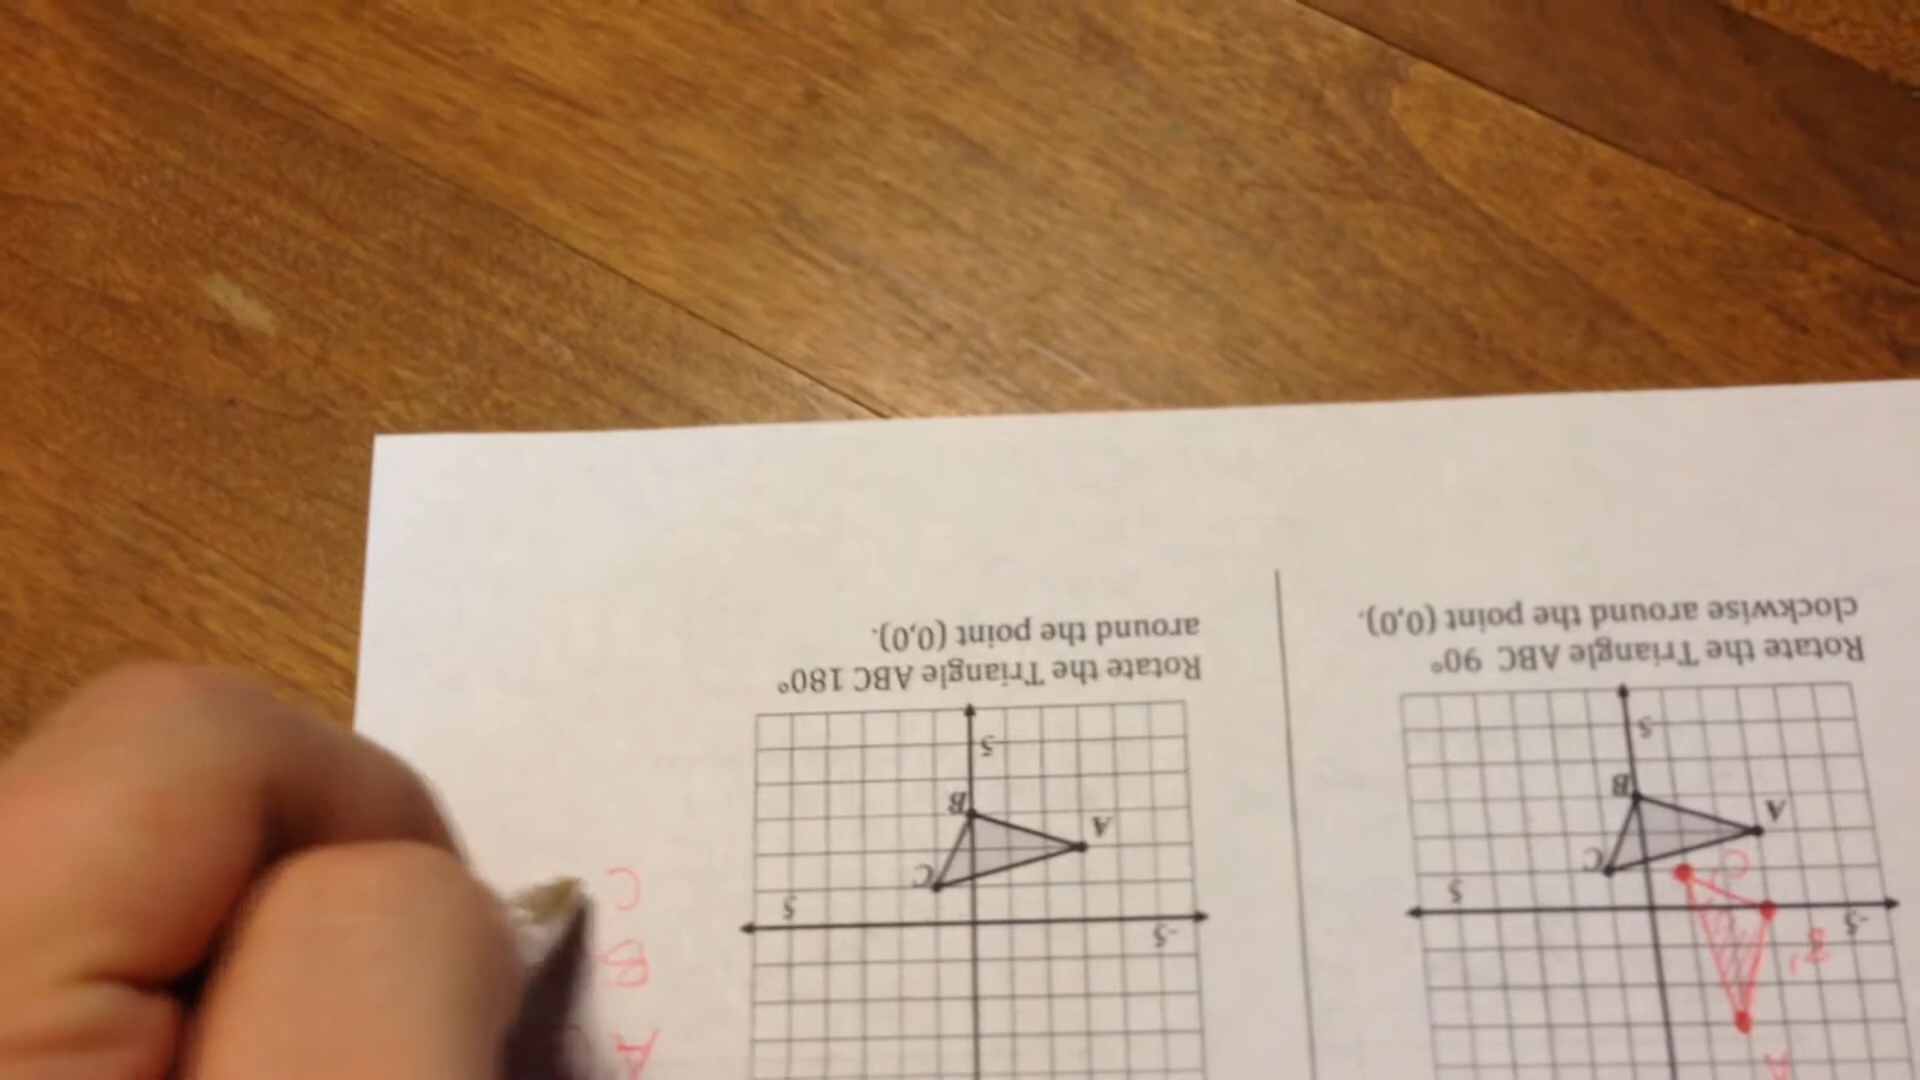 A
B'
-5
5
C'
C
A
B
-5
Rotate the Triangle ABC 90°
clockwise around the point (0,0).
-5
5
C
A
B
-5
Rotate the Triangle ABC 180°
around the point (0,0).
A
B
C